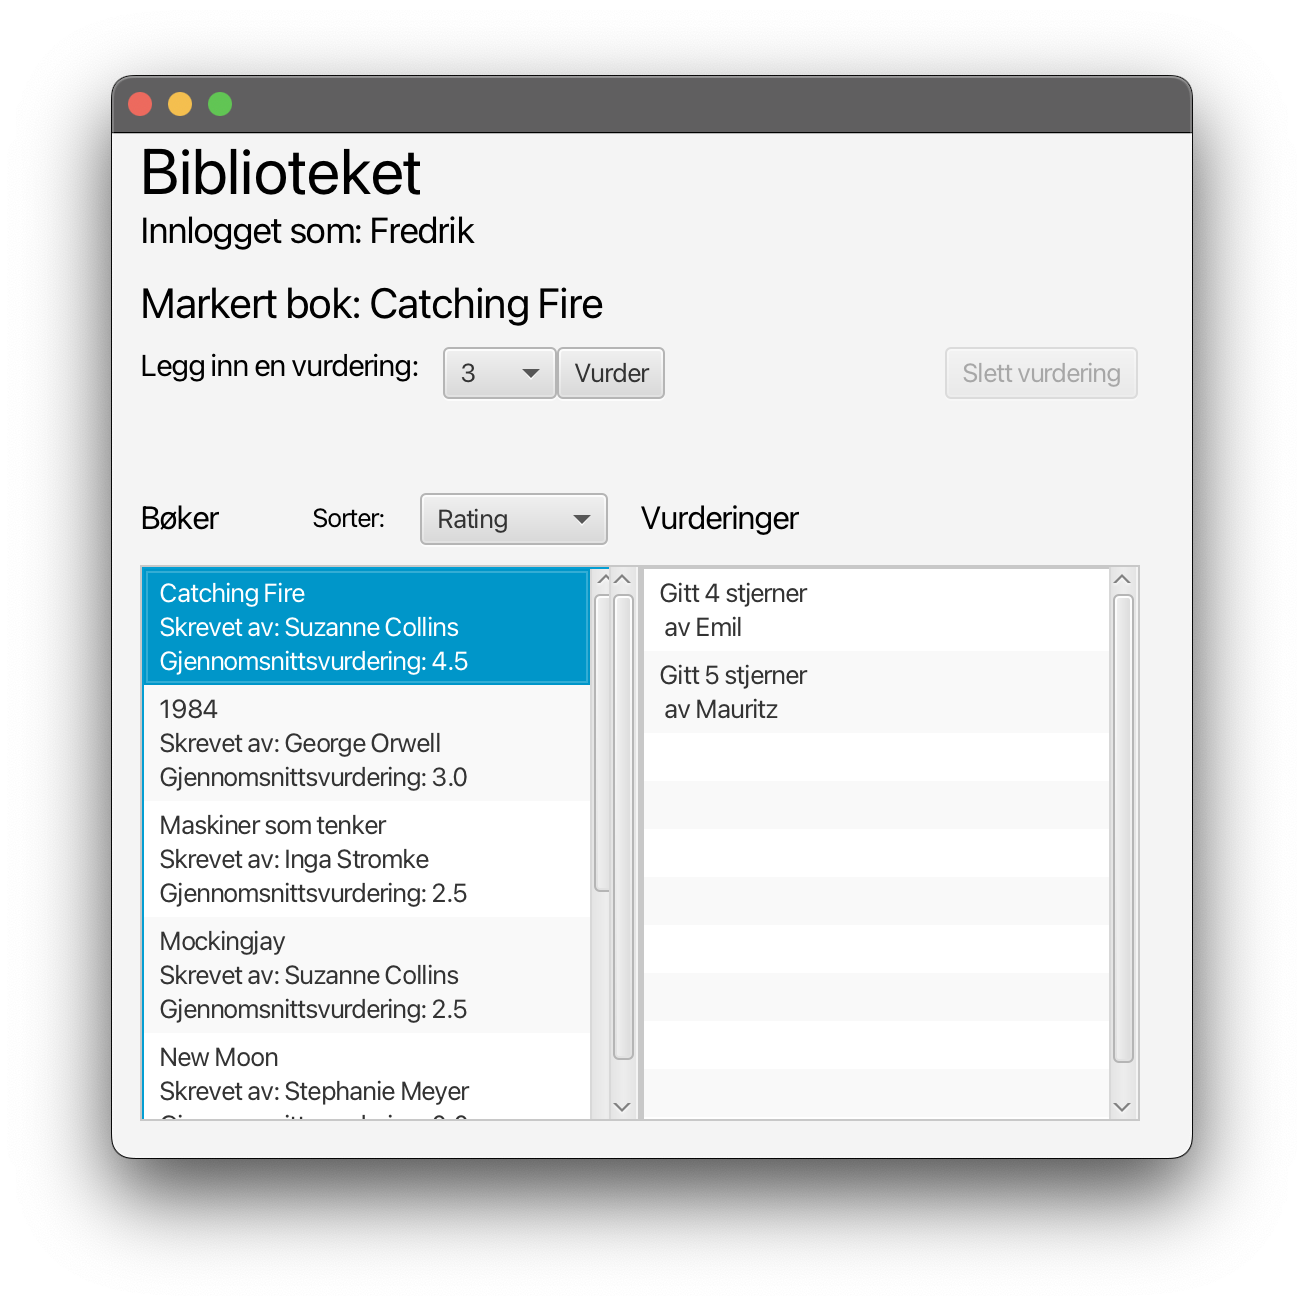 Biblioteket
Innlogget som: Fredrik
Markert bok: Catching Fire
Legg inn en vurdering:
3
Vurder
Slett vurdering
Bøker
Sorter:
Rating
Vurderinger
Catching Fire
Skrevet av: Suzanne Collins
Gjennomsnittsvurdering: 4.5
1984
Skrevet av: George Orwell
Gjennomsnittsvurdering: 3.0
Maskiner som tenker
Skrevet av: Inga Stromke
Gjennomsnittsvurdering: 2.5
Mockingjay
Skrevet av: Suzanne Collins
Gjennomsnittsvurdering: 2.5
New Moon
Skrevet av: Stephanie Meyer
Gitt 4 stjerner
av Emil
Gitt 5 stjerner
av Mauritz